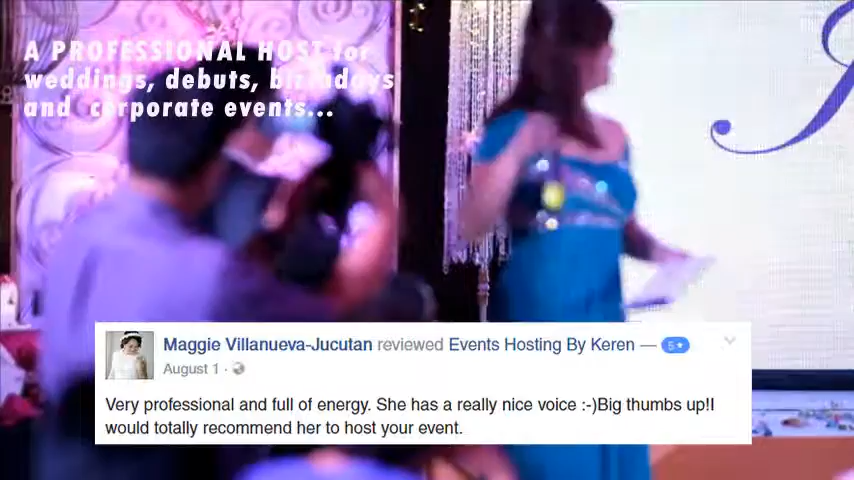 A PROFESSIONAL HOST for
weddings, debuts, birthdays
and corporate events...
Maggie Villanueva-Jucutan reviewed Events Hosting By Keren — 5★
August 1 ·
Very professional and full of energy. She has a really nice voice :-)Big thumbs up!I
would totally recommend her to host your event.